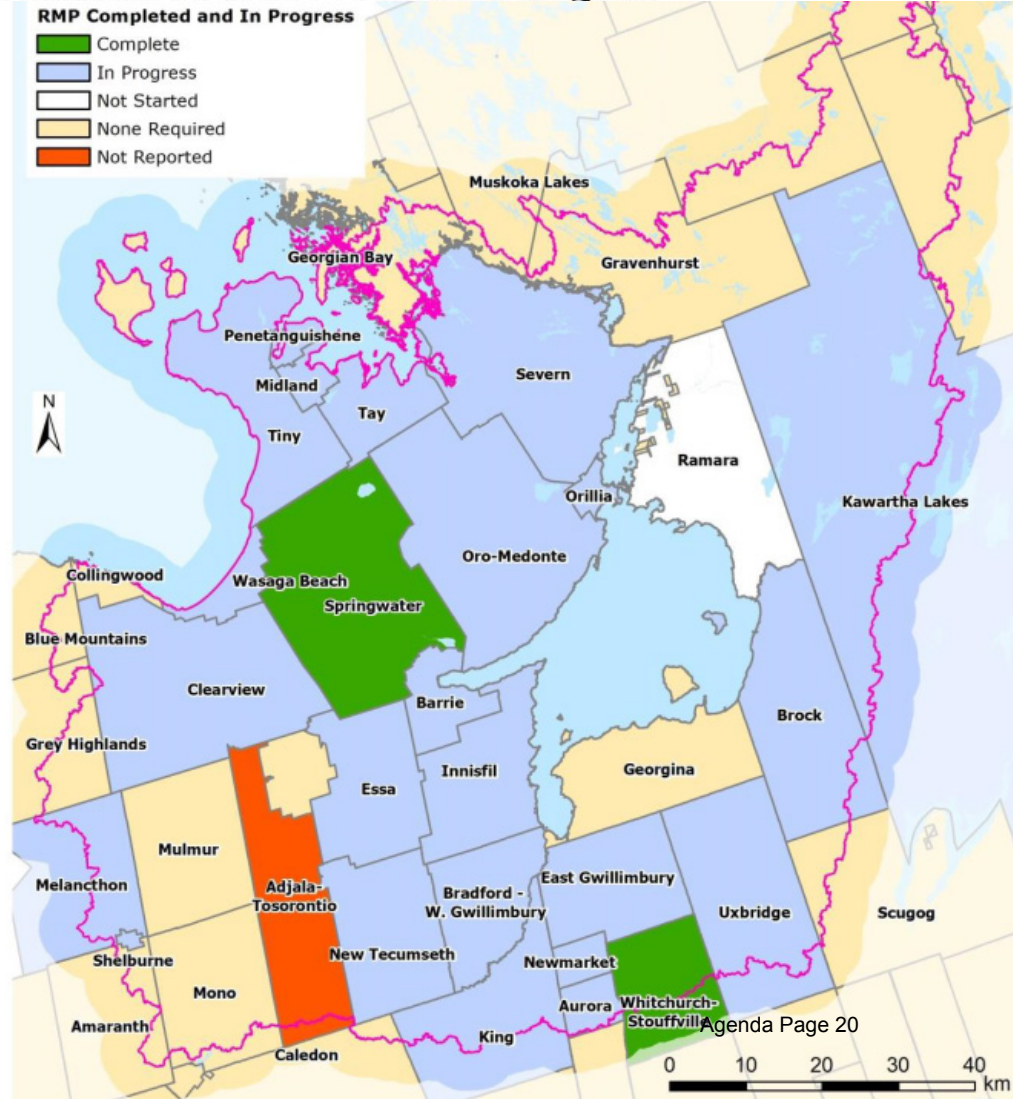 RMP Completed and In Progress
Complete
In Progress
Not Started
None Required
Not Reported
Muskoka Lakes
Georgian Bay
Gravenhurst
Penetanguishene
Midland
Severn
Tay
Tiny
Ramara
Orillia
Kawartha Lakes
N
Oro-Medonte
Collingwood
Wasaga Beach
Springwater
Blue Mountains
Clearview
Barrie
Brock
Grey Highlands
Innisfil
Georgina
Essa
Mulmur
Melancthon
Adjala-
Tosorontio
Bradford -
W. Gwillimbury
East Gwillimbury
Uxbridge
Scugog
Shelburne
New Tecumseth
Newmarket
Mono
Aurora
Whitchurch-
Stouffville
Agenda Page 20
Amaranth
King
Caledon
0 10 20 30 40
km